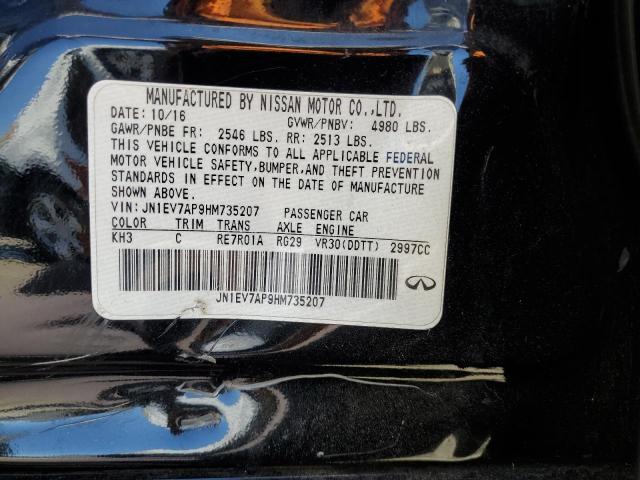 MANUFACTURED BY NISSAN MOTOR CO.,LTD.
DATE: 10/16 GVWR/PNBV: 4980 LBS.
GAWR/PNBE FR: 2546 LBS. RR: 2513 LBS.
THIS VEHICLE CONFORMS TO ALL APPLICABLE FEDERAL
MOTOR VEHICLE SAFETY,BUMPER,AND THEFT PREVENTION
STANDARDS IN EFFECT ON THE DATE OF MANUFACTURE
SHOWN ABOVE.
VIN: JN1EV7AP9HM735207 PASSENGER CAR
COLOR TRIM TRANS AXLE ENGINE
KH3 C RE7R01A RG29 VR30(DDTT) 2997CC
JN1EV7AP9HM735207